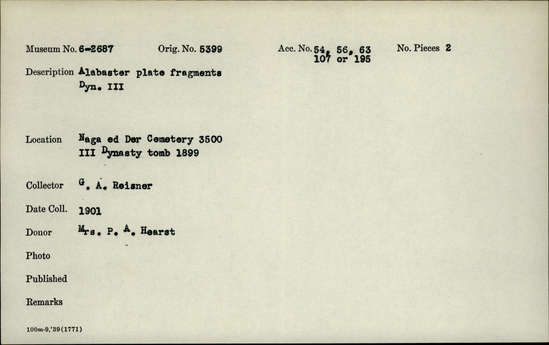 Museum No. 6-2687 Orig. No. 5399 Acc. No. 54, 56, 63 No. Pieces 2
107 or 195
Description Alabaster plate fragments
Dyn. III
Location Naga ed Der Cemetery 3500
III Dynasty tomb 1899
Collector G. A. Reisner
Date Coll. 1901
Donor Mrs. P. A. Hearst
Photo
Published
Remarks
100m-9,'39(1771)